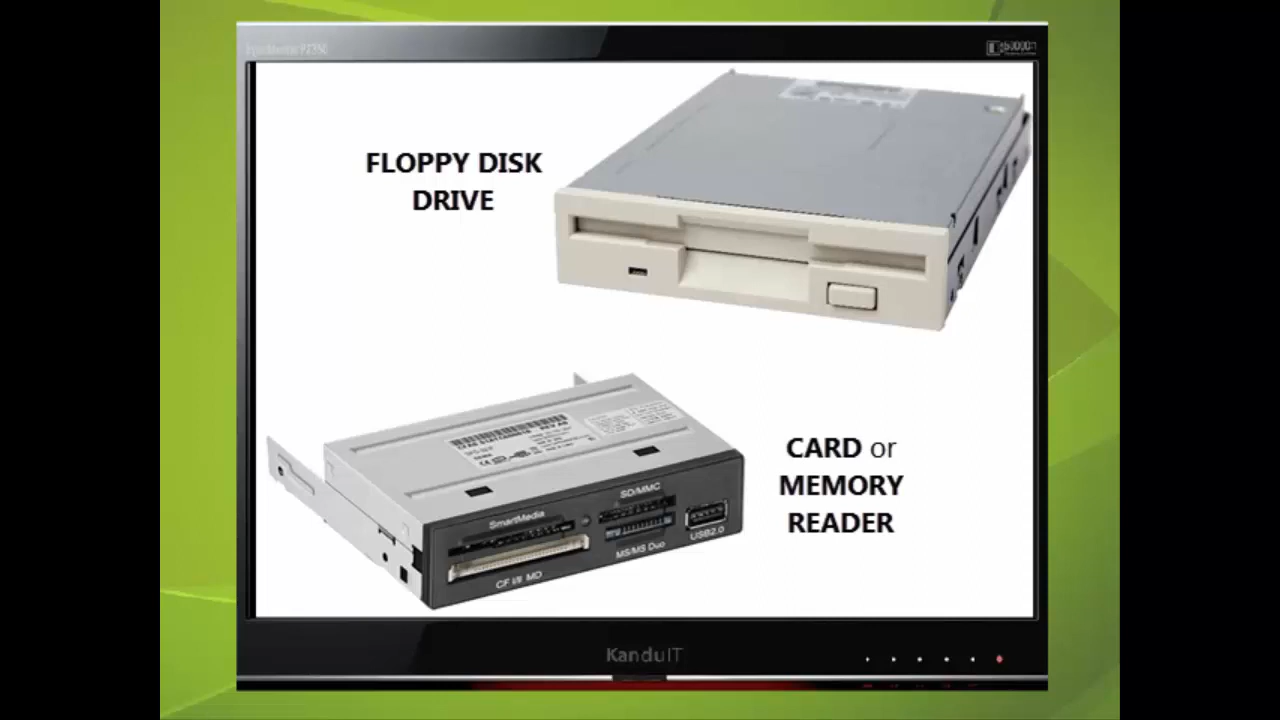 FLOPPY DISK
DRIVE
CARD or
MEMORY
READER
SmartMedia
SD/MMC
CF I/II MD
MS/MS Duo
USB2.0
KanduIT